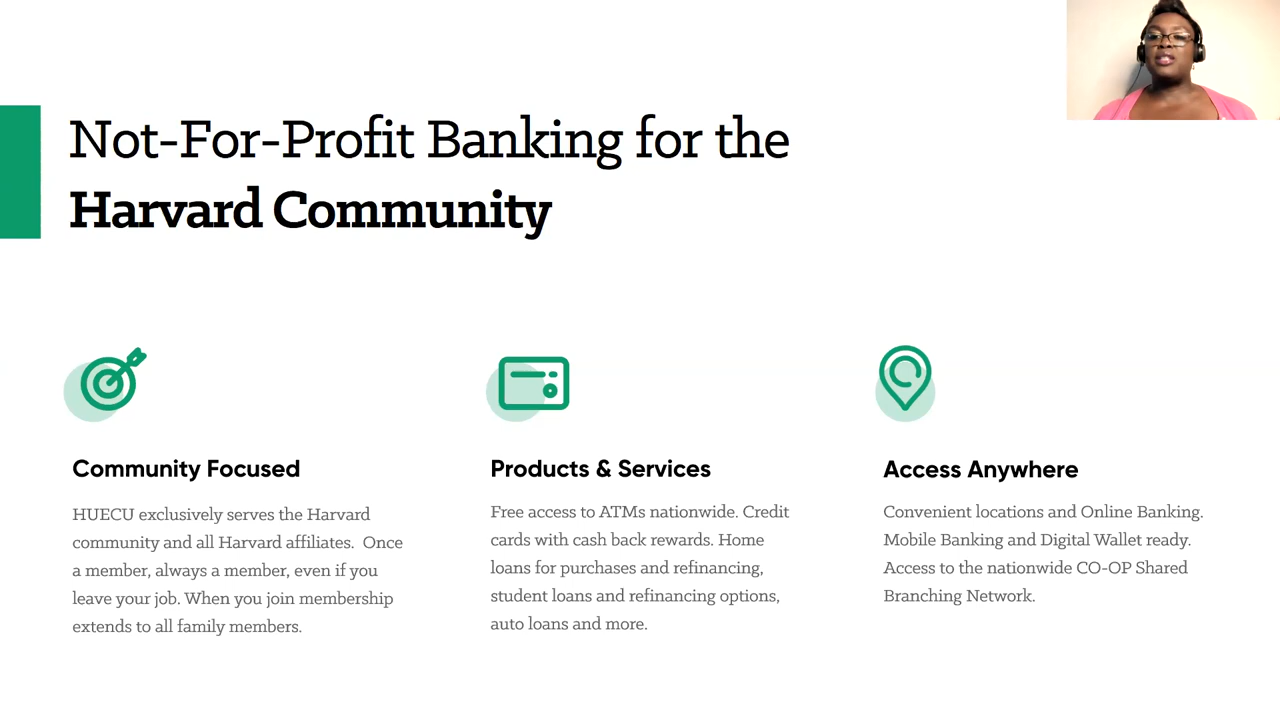 Not-For-Profit Banking for the
Harvard Community
Community Focused
HUECU exclusively serves the Harvard
community and all Harvard affiliates.  Once
a member, always a member, even if you
leave your job. When you join membership
extends to all family members.
Products & Services
Free access to ATMs nationwide. Credit
cards with cash back rewards. Home
loans for purchases and refinancing,
student loans and refinancing options,
auto loans and more.
Access Anywhere
Convenient locations and Online Banking.
Mobile Banking and Digital Wallet ready.
Access to the nationwide CO-OP Shared
Branching Network.